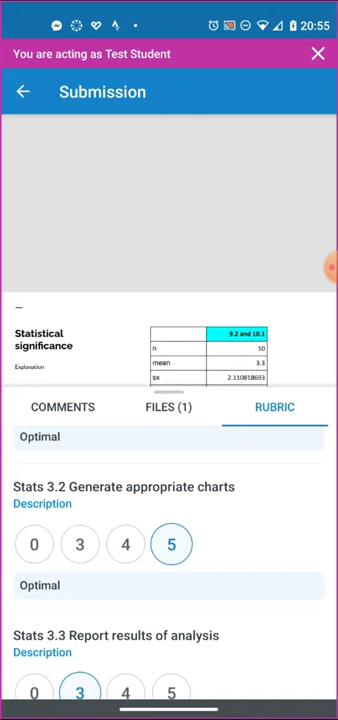 20:55
You are acting as Test Student
Submission
Statistical
significance
Explanation
9.2 and 10.1
n 10
mean 3.3
sx 2.110818693
COMMENTS FILES (1) RUBRIC
Optimal
Stats 3.2 Generate appropriate charts
Description
0 3 4 5
Optimal
Stats 3.3 Report results of analysis
Description
0 3 4 5